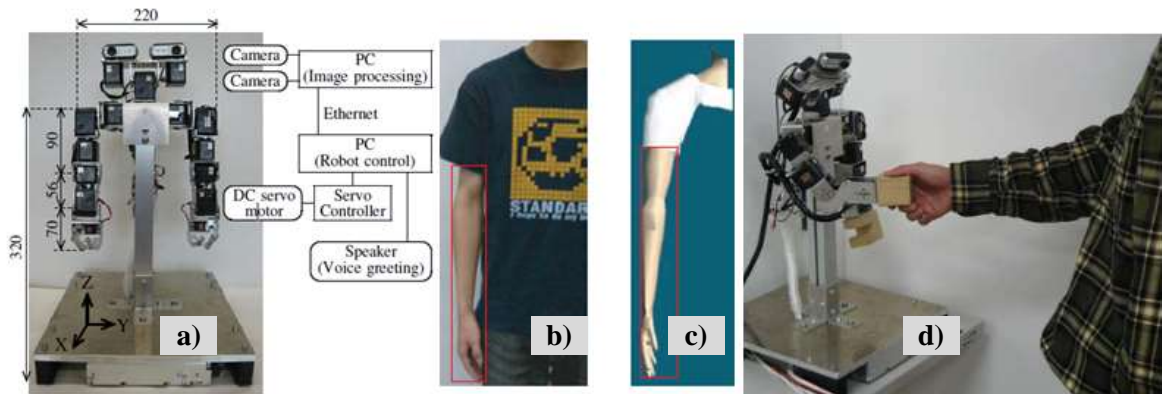 220
90
56
70
320
Camera
Camera
PC
(Image processing)
Ethernet
PC
(Robot control)
DC servo
motor
Servo
Controller
Speaker
(Voice greeting)
Z
Y
X
a)
STANDAR
b)
c)
d)